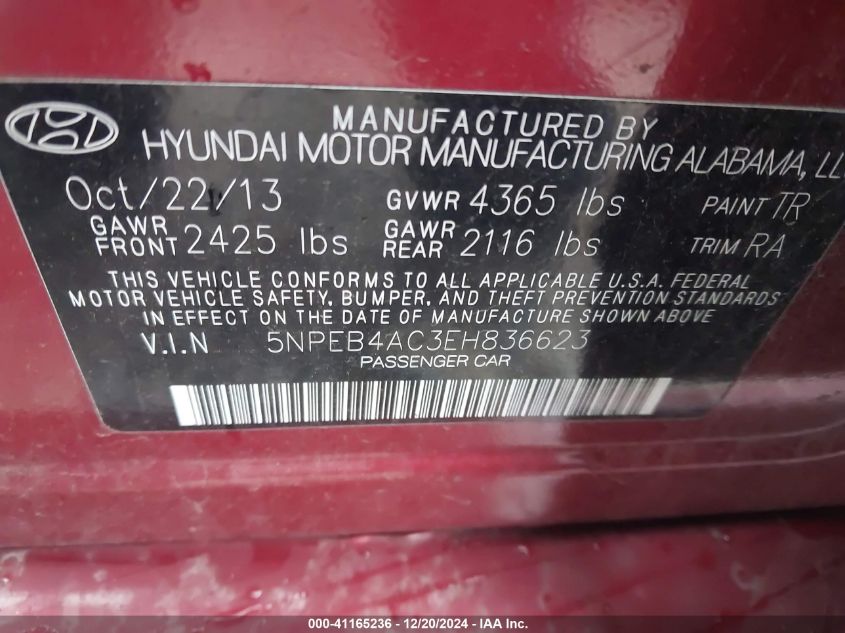 MANUFACTURED BY
HYUNDAI MOTOR MANUFACTURING ALABAMA, LLC
Oct/22/13 GVWR 4365 lbs PAINT TR
GAWR FRONT 2425 lbs GAWR REAR 2116 lbs TRIM RA
THIS VEHICLE CONFORMS TO ALL APPLICABLE U.S.A. FEDERAL
MOTOR VEHICLE SAFETY, BUMPER, AND THEFT PREVENTION STANDARDS
IN EFFECT ON THE DATE OF MANUFACTURE SHOWN ABOVE
V.I.N 5NPEB4AC3EH836623
PASSENGER CAR
000-41165236 - 12/20/2024 - IAA Inc.